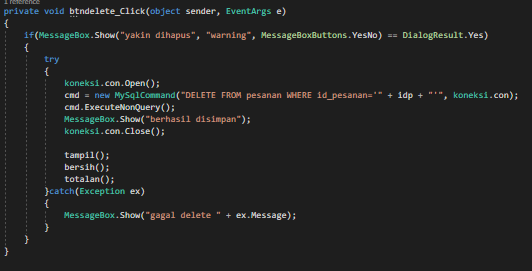 1 reference
private void btndelete_Click(object sender, EventArgs e)
{
if(MessageBox.Show("yakin dihapus", "warning", MessageBoxButtons.YesNo) == DialogResult.Yes)
{
try
{
koneksi.con.Open();
cmd = new MySqlCommand("DELETE FROM pesanan WHERE id_pesanan='" + idp + "'", koneksi.con);
cmd.ExecuteNonQuery();
MessageBox.Show("berhasil disimpan");
koneksi.con.Close();
tampil();
bersih();
totalan();
}catch(Exception ex)
{
MessageBox.Show("gagal delete " + ex.Message);
}
}
}